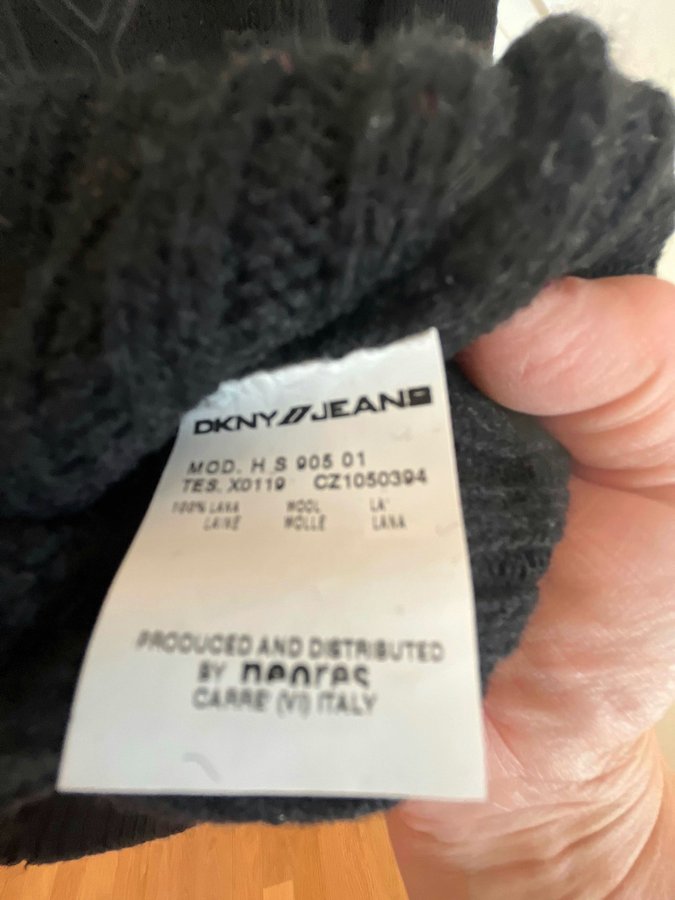 DKNY JEANS
MOD. H S 905 01
TES. X0119 CZ1050394
100% LANA WOOL LA'
LAINE WOLLE LANA
PRODUCED AND DISTRIBUTED
BY neores
CARRE' (VI) ITALY